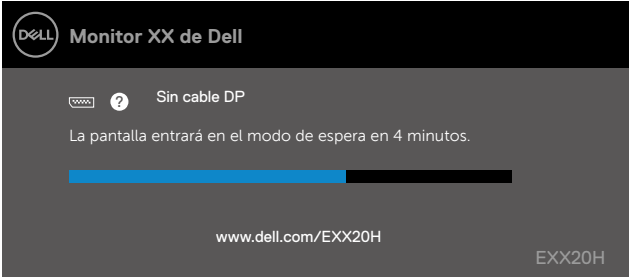 DELL Monitor XX de Dell
? Sin cable DP
La pantalla entrará en el modo de espera en 4 minutos.
www.dell.com/EXX20H
EXX20H